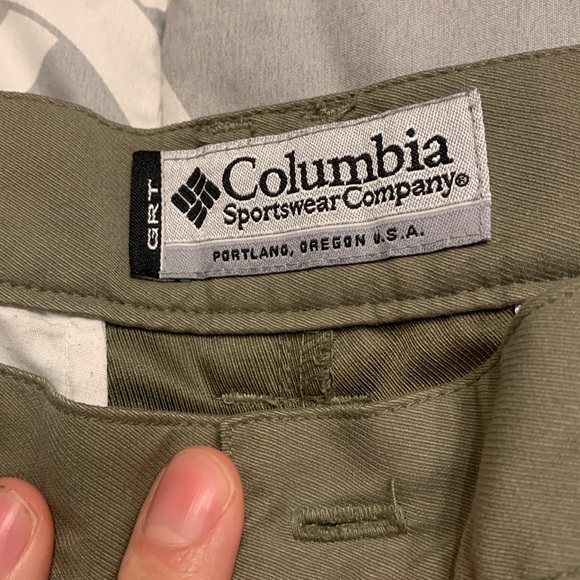 GRT
Columbia
Sportswear Company®
PORTLAND, OREGON U.S.A.